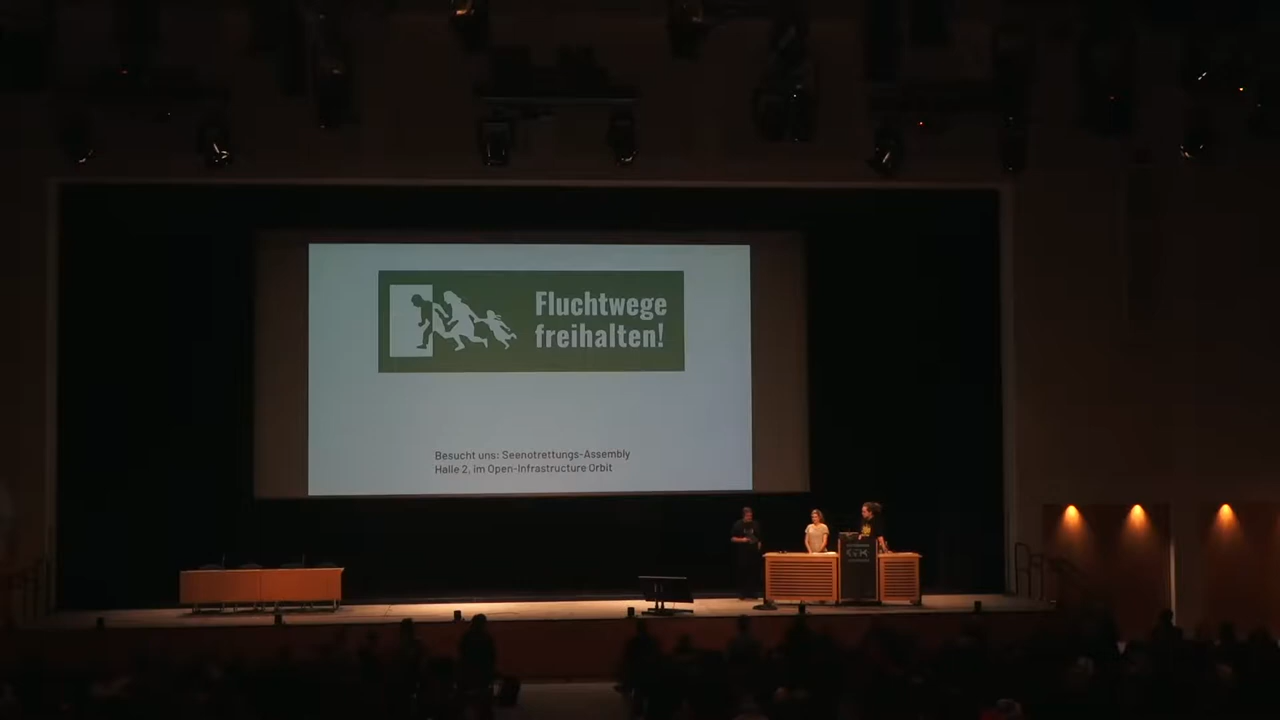 Fluchtwege
freihalten!
Besucht uns: Seenotrettungs-Assembly
Halle 2, im Open-Infrastructure Orbit